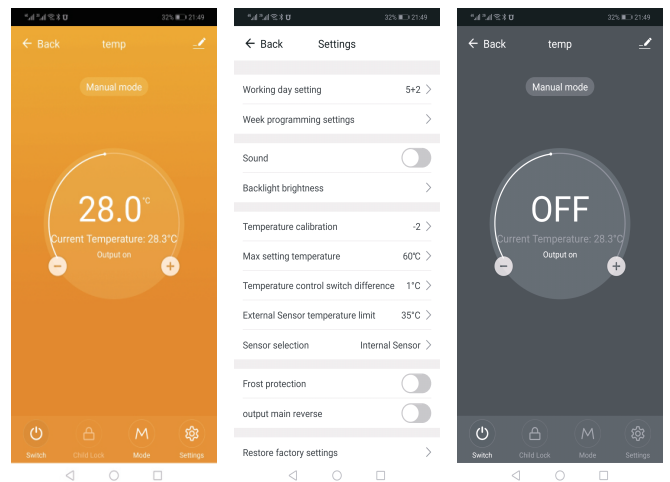 32% 21:49
Back temp
Manual mode
28.0°C
Current Temperature: 28.3°C
Output on
Switch Child Lock Mode Settings
32% 21:49
Back Settings
Working day setting 5+2
Week programming settings
Sound
Backlight brightness
Temperature calibration -2
Max setting temperature 60℃
Temperature control switch difference 1°C
External Sensor temperature limit 35°C
Sensor selection Internal Sensor
Frost protection
output main reverse
Restore factory settings
32% 21:49
Back temp
Manual mode
OFF
Current Temperature: 28.3°C
Output on
Switch Child Lock Mode Settings